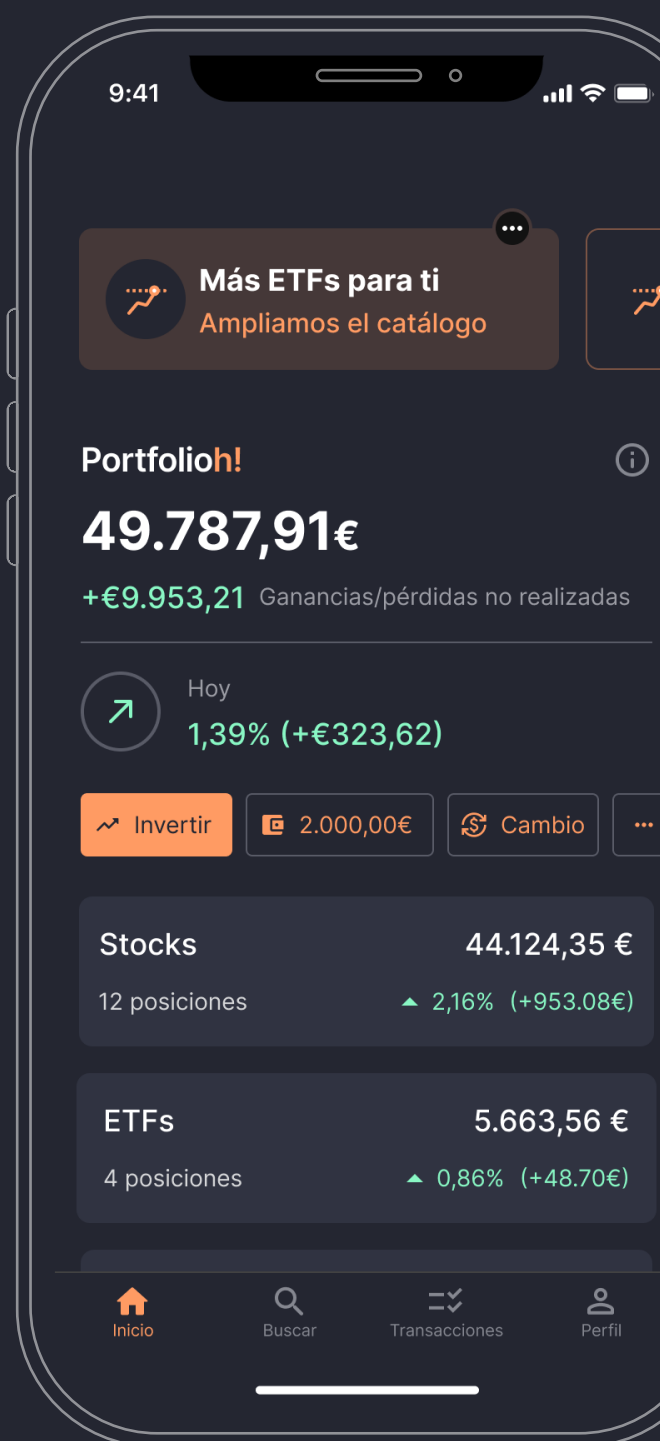 9:41
Más ETFs para ti
Ampliamos el catálogo
Portfolioh!
49.787,91€
+€9.953,21 Ganancias/pérdidas no realizadas
Hoy
1,39% (+€323,62)
Invertir 2.000,00€ Cambio
Stocks 44.124,35 €
12 posiciones 2,16% (+953.08€)
ETFs 5.663,56 €
4 posiciones 0,86% (+48.70€)
Inicio Buscar Transacciones Perfil